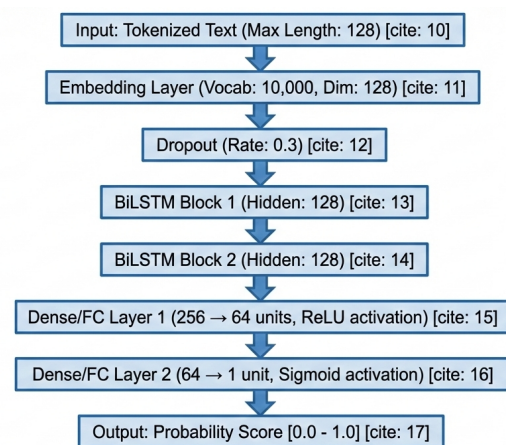 Input: Tokenized Text (Max Length: 128) [cite: 10]
Embedding Layer (Vocab: 10,000, Dim: 128) [cite: 11]
Dropout (Rate: 0.3) [cite: 12]
BiLSTM Block 1 (Hidden: 128) [cite: 13]
BiLSTM Block 2 (Hidden: 128) [cite: 14]
Dense/FC Layer 1 (256 → 64 units, ReLU activation) [cite: 15]
Dense/FC Layer 2 (64 → 1 unit, Sigmoid activation) [cite: 16]
Output: Probability Score [0.0 - 1.0] [cite: 17]